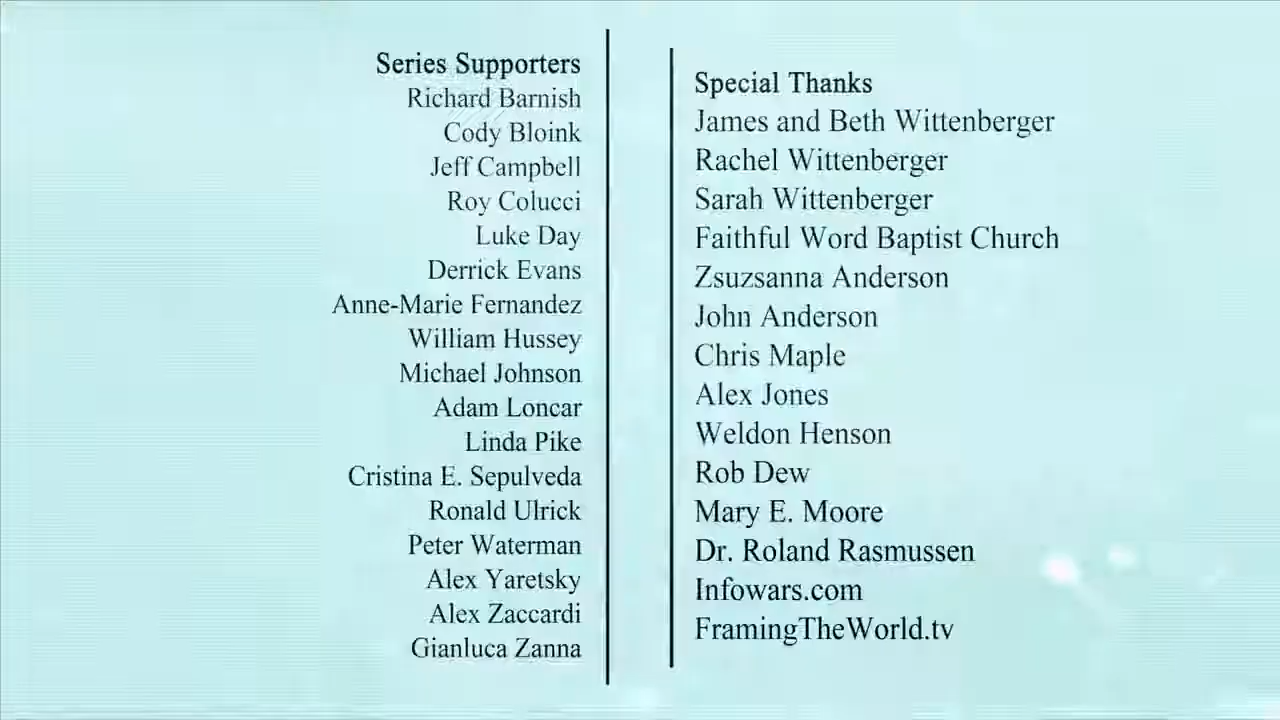 Series Supporters
Richard Barnish
Cody Bloink
Jeff Campbell
Roy Colucci
Luke Day
Derrick Evans
Anne-Marie Fernandez
William Hussey
Michael Johnson
Adam Loncar
Linda Pike
Cristina E. Sepulveda
Ronald Ulrick
Peter Waterman
Alex Yaretsky
Alex Zaccardi
Gianluca Zanna
Special Thanks
James and Beth Wittenberger
Rachel Wittenberger
Sarah Wittenberger
Faithful Word Baptist Church
Zsuzsanna Anderson
John Anderson
Chris Maple
Alex Jones
Weldon Henson
Rob Dew
Mary E. Moore
Dr. Roland Rasmussen
Infowars.com
FramingTheWorld.tv